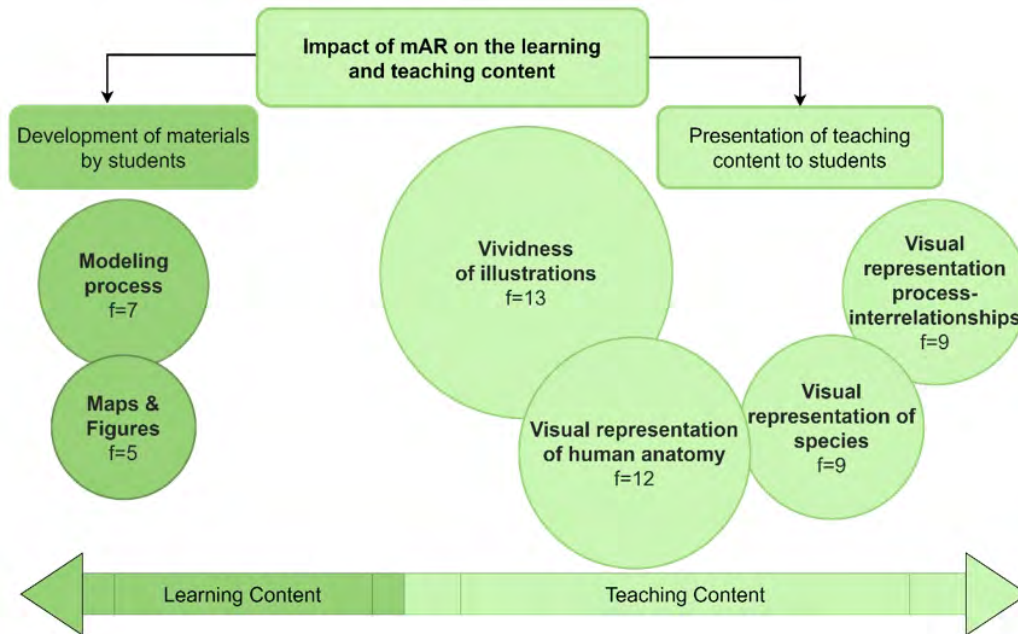 Impact of mAR on the learning
and teaching content
Development of materials
by students
Presentation of teaching
content to students
Modeling
process
f=7
Maps &
Figures
f=5
Vividness
of illustrations
f=13
Visual representation
of human anatomy
f=12
Visual
representation of
species
f=9
Visual
representation
process-
interrelationships
f=9
Learning Content
Teaching Content